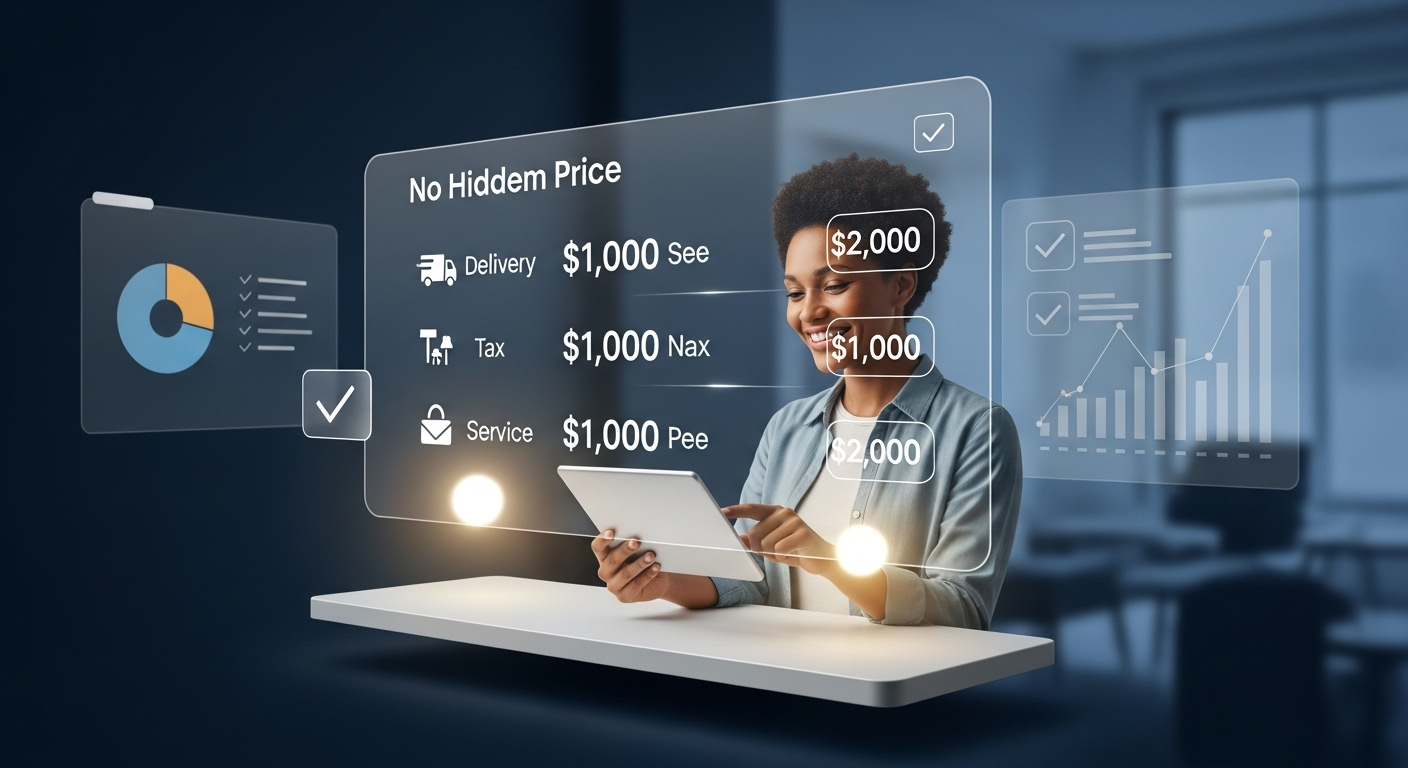 No Hiddem Price
Delivery $1,000 See $2,000
Tax $1,000 Nax $1,000
Service $1,000 Pee $2,000